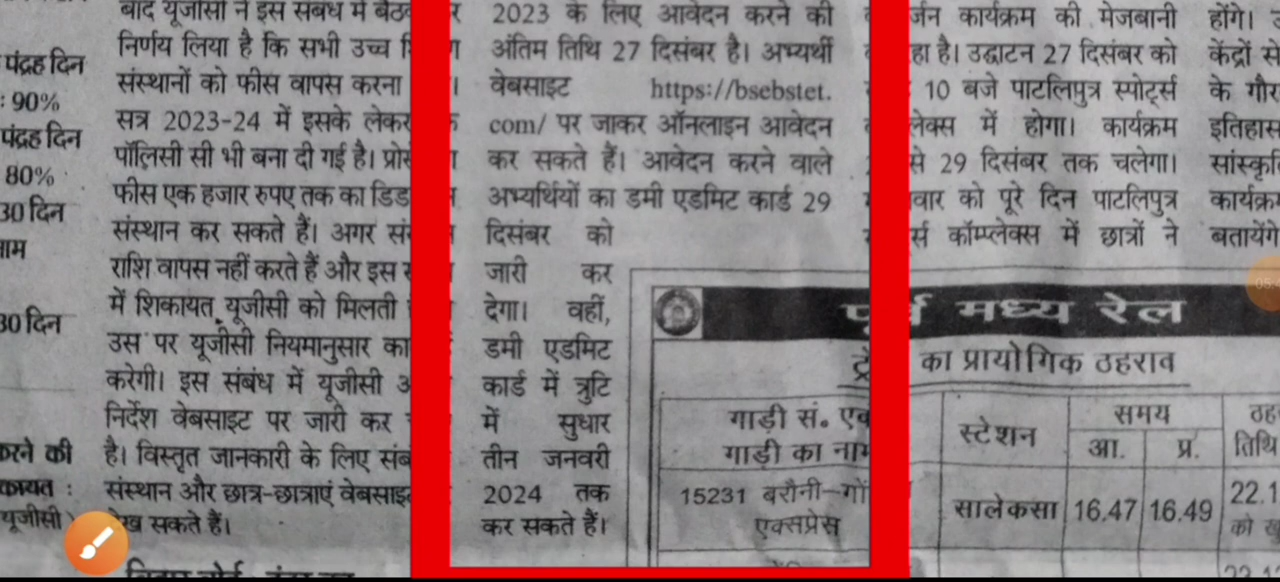 पंद्रह दिन
: 90%
पंद्रह दिन
80%
30 दिन
30 दिन
करने की
यूजीसी
बाद यूजीसी ने इस संबंध में
निर्णय लिया है कि सभी उच्च
संस्थानों को फीस वापस करना
सत्र 2023-24 में इसके लेकर
पॉलिसी सी भी बना दी गई है।
फीस एक हजार रुपए तक का
संस्थान कर सकते हैं। अगर
राशि वापस नहीं करते हैं और इस
में शिकायत यूजीसी को मिलती
उस पर यूजीसी नियमानुसार
करेगी। इस संबंध में यूजीसी
निर्देश वेबसाइट पर जारी कर
है। विस्तृत जानकारी के लिए
संस्थान और छात्र-छात्राएं
सकते हैं।
2023 के लिए आवेदन करने की
अंतिम तिथि 27 दिसंबर है। अभ्यर्थी
वेबसाइट https://bsebstet.
com/ पर जाकर ऑनलाइन आवेदन
कर सकते हैं। आवेदन करने वाले
अभ्यर्थियों का डमी एडमिट कार्ड 29
दिसंबर को
जारी कर
देगा। वहीं,
डमी एडमिट
कार्ड में त्रुटि
में सुधार
तीन जनवरी
2024 तक
कर सकते हैं।
कार्यक्रम की मेजबानी
है। उद्घाटन 27 दिसंबर को
10 बजे पाटलिपुत्र स्पोर्ट्स
में होगा। कार्यक्रम
से 29 दिसंबर तक चलेगा।
को पूरे दिन पाटलिपुत्र
कॉम्प्लेक्स में छात्रों ने
होंगे।
केंद्रों से
के
बतायेंगे
पूर्व मध्य रेल
का प्रायोगिक ठहराव
गाड़ी सं. एवं
गाड़ी का नाम
स्टेशन
समय
आ. प्र.
तिथि
15231 बरौनी-
एक्सप्रेस
सालेकसा 16.47 16.49 22.1
को